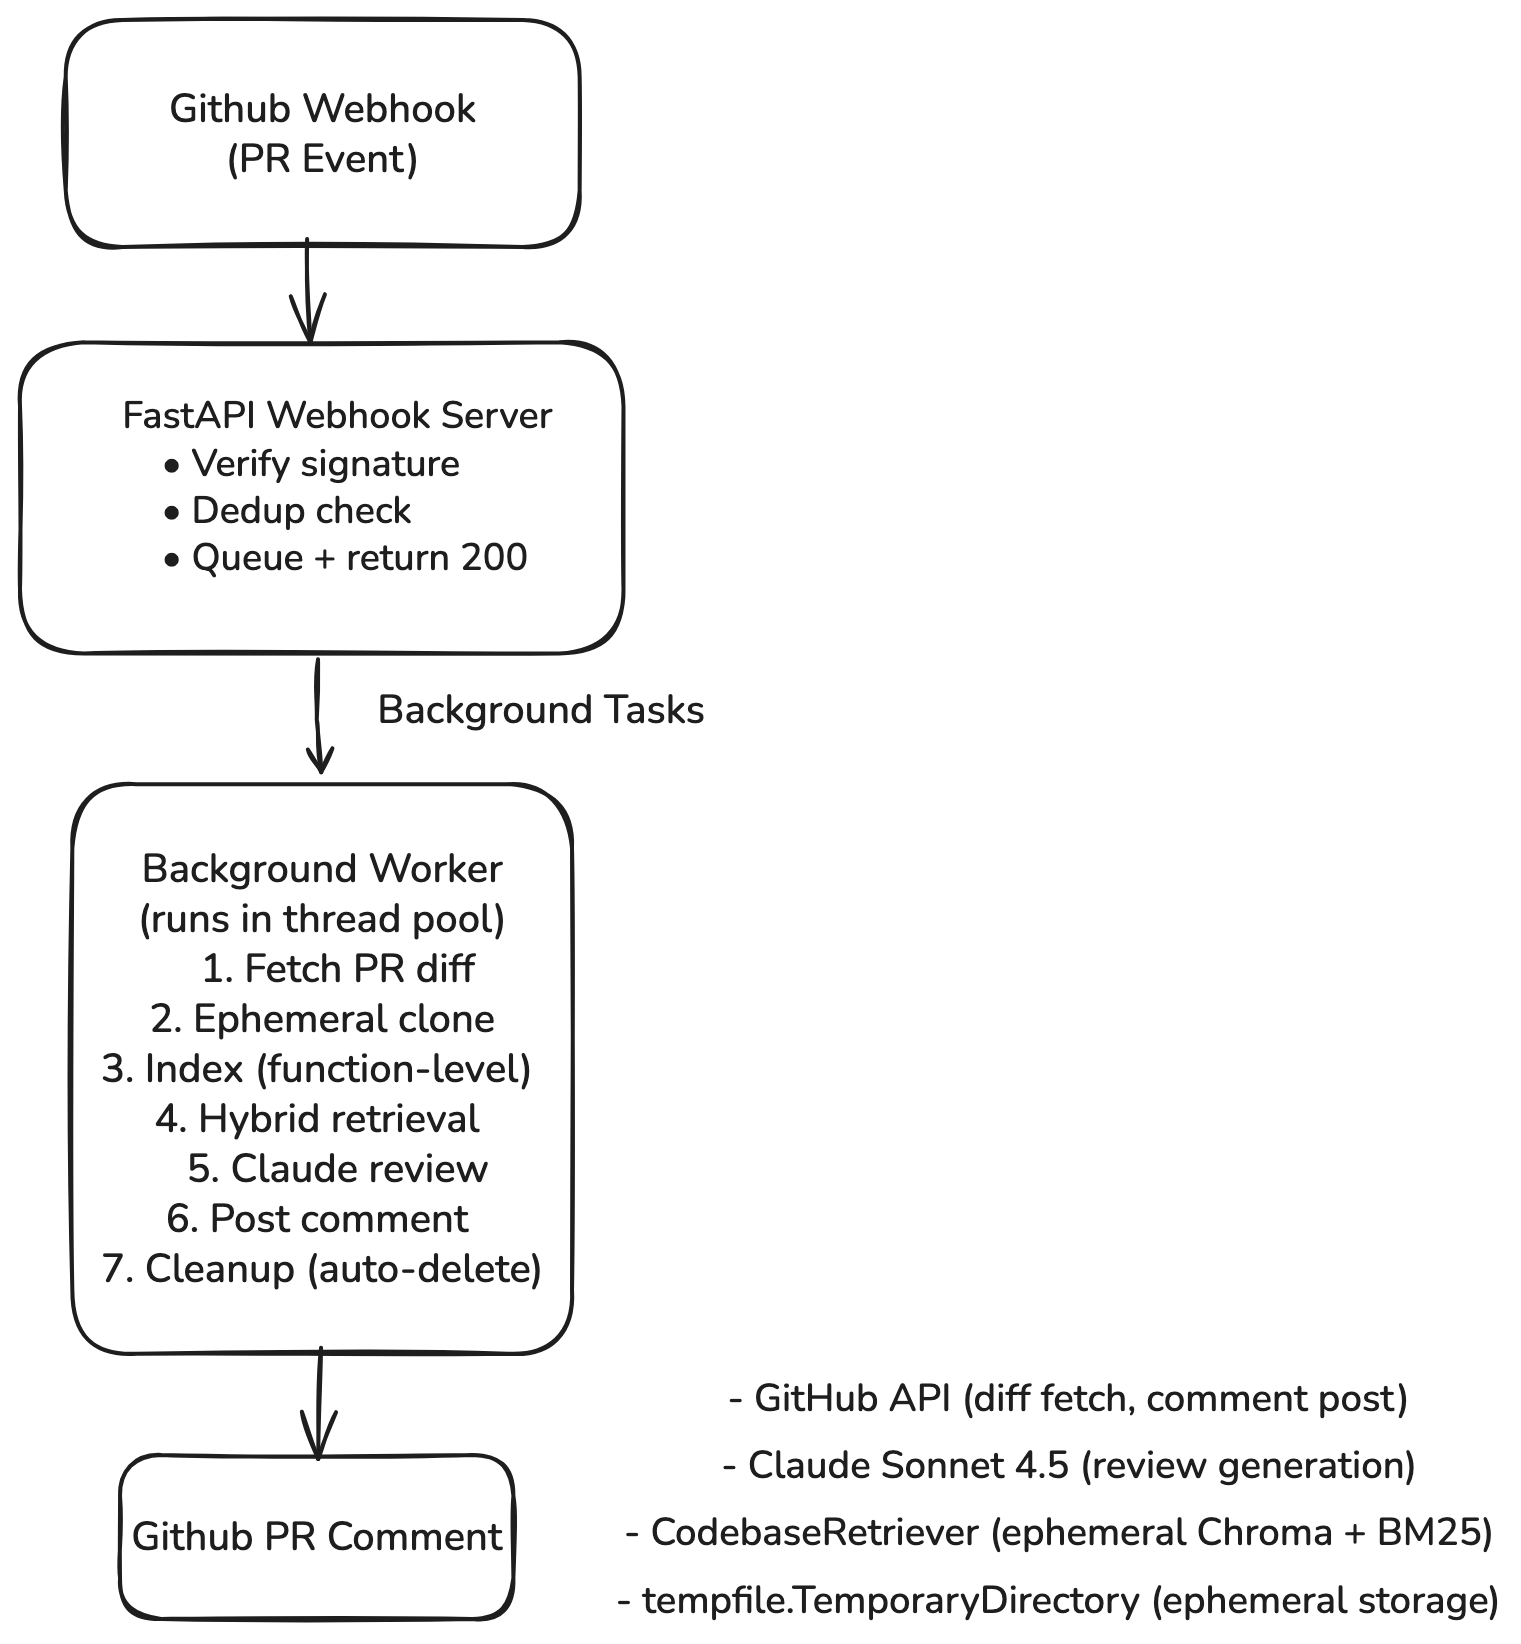 Github Webhook
(PR Event)
FastAPI Webhook Server
• Verify signature
• Dedup check
• Queue + return 200
Background Tasks
Background Worker
(runs in thread pool)
1. Fetch PR diff
2. Ephemeral clone
3. Index (function-level)
4. Hybrid retrieval
5. Claude review
6. Post comment
7. Cleanup (auto-delete)
Github PR Comment
- GitHub API (diff fetch, comment post)
- Claude Sonnet 4.5 (review generation)
- CodebaseRetriever (ephemeral Chroma + BM25)
- tempfile.TemporaryDirectory (ephemeral storage)